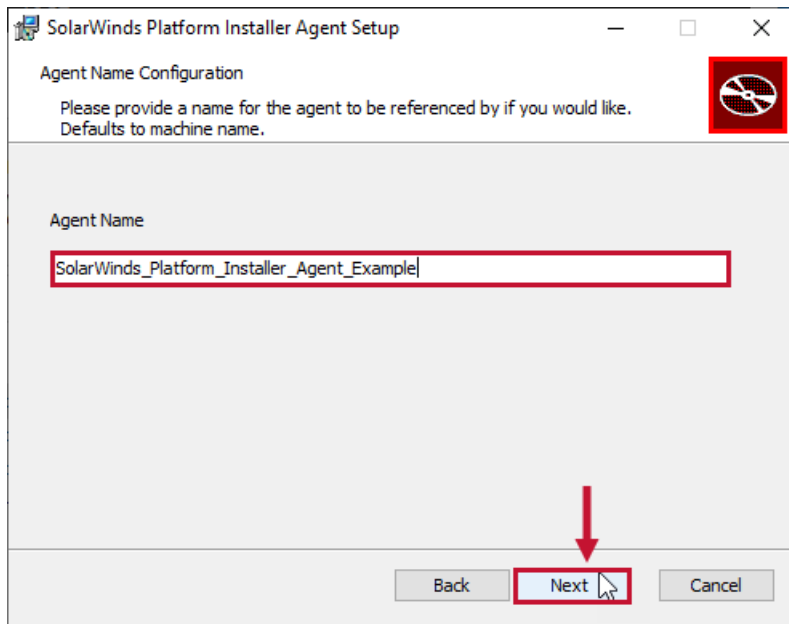 SolarWinds Platform Installer Agent Setup
Agent Name Configuration
Please provide a name for the agent to be referenced by if you would like.
Defaults to machine name.
Agent Name
SolarWinds_Platform_Installer_Agent_Example
Back
Next
Cancel